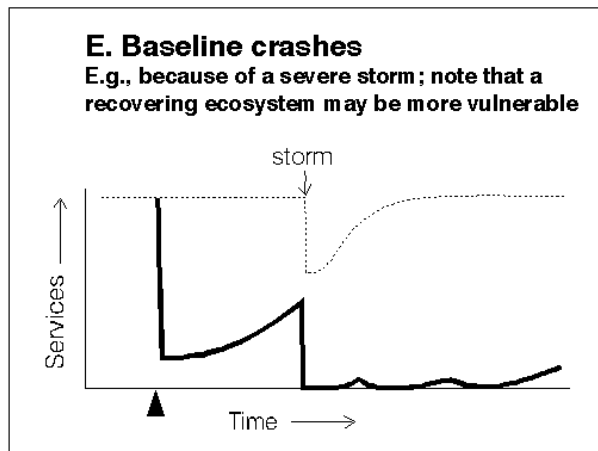 E. Baseline crashes
E.g., because of a severe storm; note that a
recovering ecosystem may be more vulnerable
storm
Services
Time